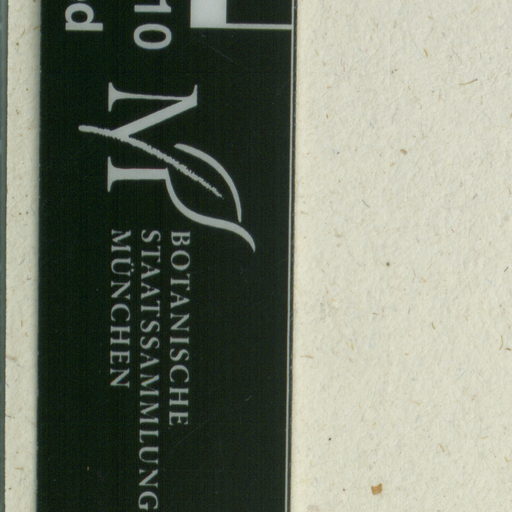 10
d
M
BOTANISCHE
STAATSSAMMLUNG
MÜNCHEN